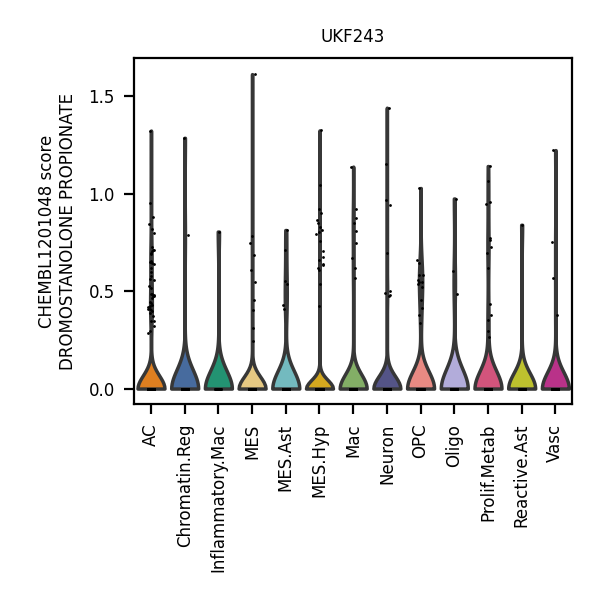 UKF243
CHEMBL1201048 score
DROMOSTANOLONE PROPIONATE
1.5
1.0
0.5
0.0
AC
Chromatin.Reg
Inflammatory.Mac
MES
MES.Ast
MES.Hyp
Mac
Neuron
OPC
Oligo
Prolif.Metab
Reactive.Ast
Vasc